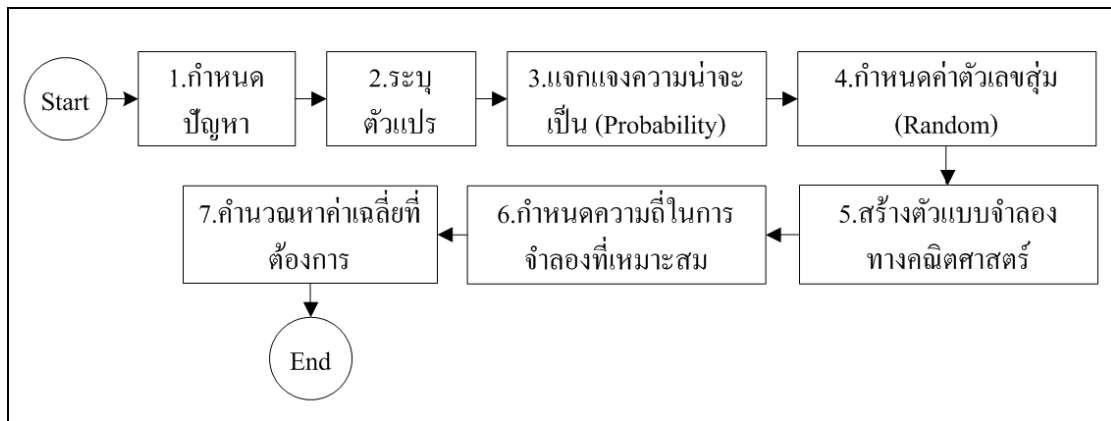 Start
1.กำหนด
ปัญหา
2.ระบุ
ตัวแปร
3.แจกแจงความน่าจะ
เป็น (Probability)
4.กำหนดค่าตัวเลขสุ่ม
(Random)
5.สร้างตัวแบบจำลอง
ทางคณิตศาสตร์
6.กำหนดความถี่ในการ
จำลองที่เหมาะสม
7.คำนวณหาค่าเฉลี่ยที่
ต้องการ
End